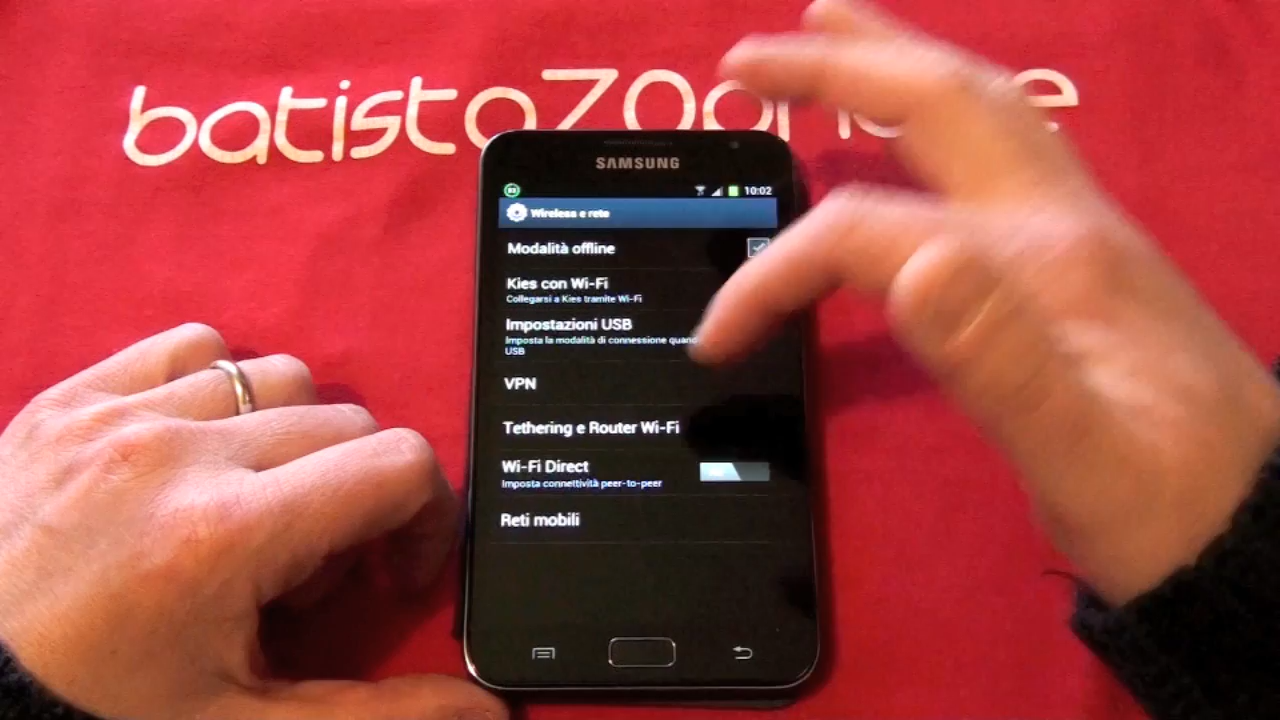 batista70
SAMSUNG
10:02
Wireless e rete
Modalità offline
Kies con Wi-Fi
Collegarsi a Kies tramite Wi-Fi
Impostazioni USB
Imposta la modalità di connessione
USB
VPN
Tethering e Router Wi-Fi
Wi-Fi Direct
Imposta connettività peer-to-peer
Reti mobili